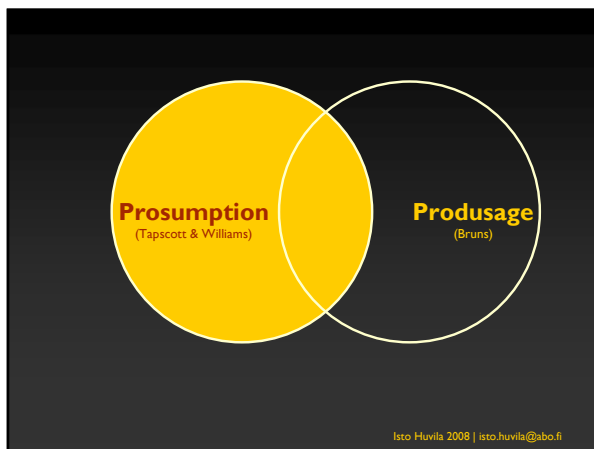 Prosumption
(Tapscott & Williams)
Produsage
(Bruns)
Isto Huvila 2008 | isto.huvila@abo.fi